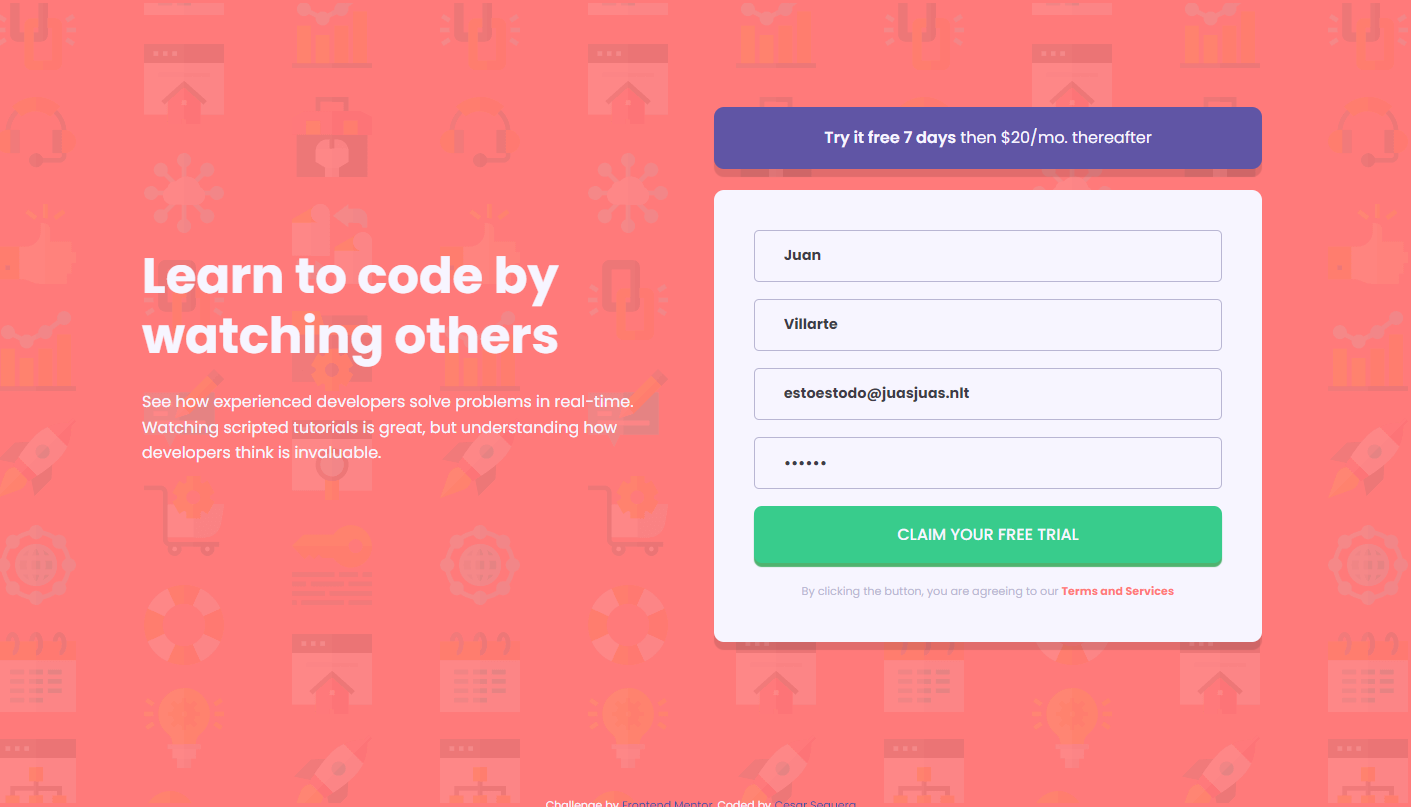 Try it free 7 days then $20/mo. thereafter
Learn to code by
watching others
See how experienced developers solve problems in real-time.
Watching scripted tutorials is great, but understanding how
developers think is invaluable.
Juan
Villarte
estoestodo@juasjuas.nlt
••••••
CLAIM YOUR FREE TRIAL
By clicking the button, you are agreeing to our Terms and Services
Challenge by Frontend Mentor. Coded by Cesar Sequera.